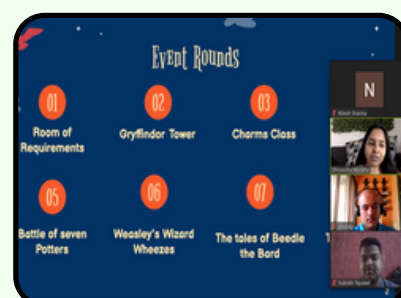 Event Rounds
01
02
03
Room of
Requirements
Gryffindor Tower
Charms Class
05
06
07
Battle of seven
Potters
Weasley's Wizard
Wheezes
The tales of Beedle
the Bard
T
N
2